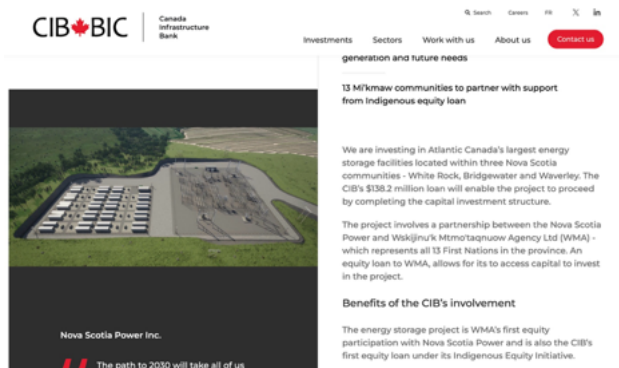 CIB BIC
Canada
Infrastructure
Bank
Search Careers FR X in
Investments Sectors Work with us About us Contact us
generation and future needs
13 Mi'kmaw communities to partner with support
from Indigenous equity loan
We are investing in Atlantic Canada's largest energy
storage facilities located within three Nova Scotia
communities - White Rock, Bridgewater and Waverley. The
CIB's $138.2 million loan will enable the project to proceed
by completing the capital investment structure.
The project involves a partnership between the Nova Scotia
Power and Wskijinu'k Mtmo'taqnuow Agency Ltd (WMA) -
which represents all 13 First Nations in the province. An
equity loan to WMA, allows for its to access capital to invest
in the project.
Benefits of the CIB's involvement
The energy storage project is WMA's first equity
participation with Nova Scotia Power and is also the CIB's
first equity loan under its Indigenous Equity Initiative.
Nova Scotia Power Inc.
The path to 2030 will take all of us